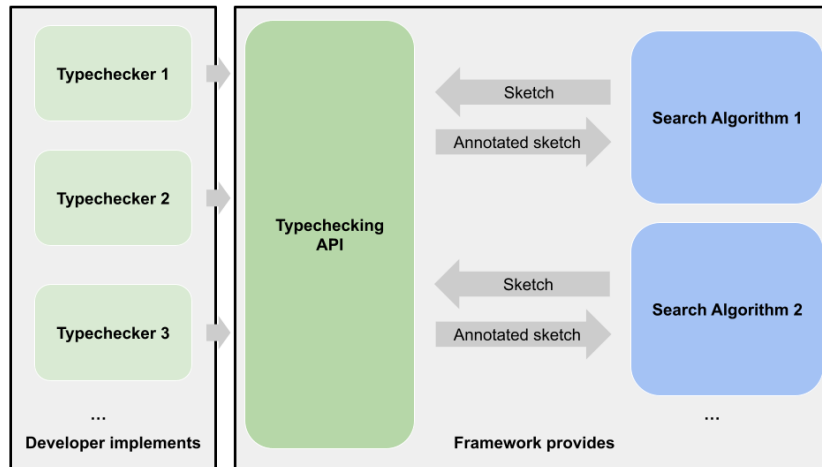 Typechecker 1
Typechecker 2
Typechecker 3
...
Developer implements
Typechecking
API
Sketch
Annotated sketch
Search Algorithm 1
Sketch
Annotated sketch
Search Algorithm 2
...
Framework provides